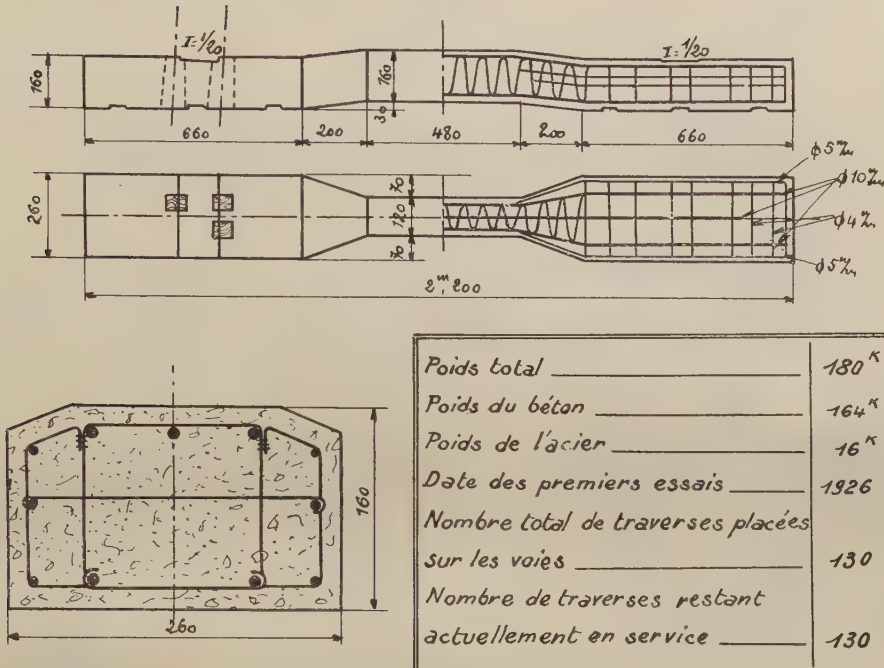 I=1/20
I=1/20
160
160
30
660
200
480
200
660
260
70
120
70
φ5 m/m
φ10 m/m
φ4 m/m
φ5 m/m
2,ᵐ200
160
260
Poids total 180ᴷ
Poids du béton 164ᴷ
Poids de l'acier 16ᴷ
Date des premiers essais 1926
Nombre total de traverses placées
sur les voies 130
Nombre de traverses restant
actuellement en service 130